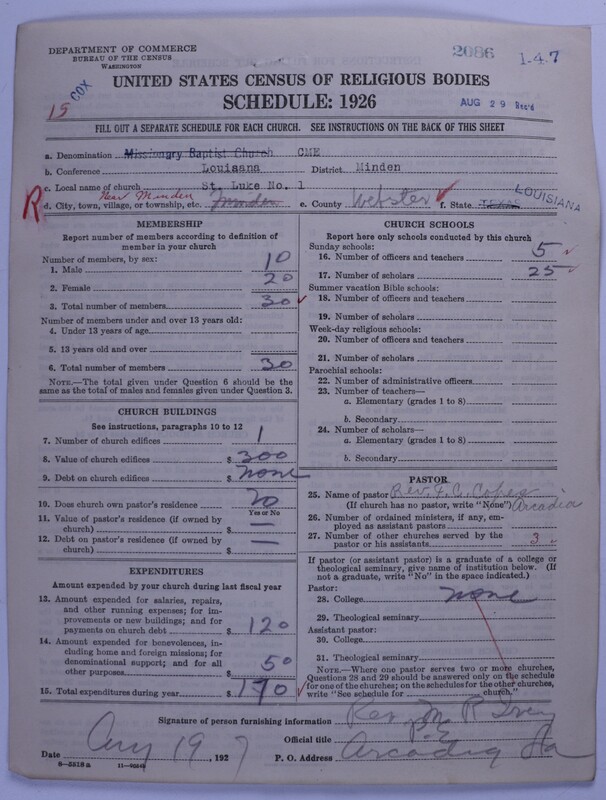 DEPARTMENT OF COMMERCE
BUREAU OF THE CENSUS
WASHINGTON
2086
1-4-7
15
COX
UNITED STATES CENSUS OF RELIGIOUS BODIES
SCHEDULE: 1926
AUG 29 Rec'd
FILL OUT A SEPARATE SCHEDULE FOR EACH CHURCH. SEE INSTRUCTIONS ON THE BACK OF THIS SHEET
a. Denomination Missionary Baptist Church CME
b. Conference Louisana District Minden
c. Local name of church St. Luke No. 1
R
Near Minden
d. City, town, village, or township, etc. Minden e. County Webster f. State TEXAS LOUISIANA
MEMBERSHIP
Report number of members according to definition of member in your church
Number of members, by sex:
1. Male 10
2. Female 20
3. Total number of members 30
Number of members under and over 13 years old:
4. Under 13 years of age
5. 13 years old and over
6. Total number of members 30
NOTE.—The total given under Question 6 should be the
same as the total of males and females given under Question 3.
CHURCH BUILDINGS
See instructions, paragraphs 10 to 12
7. Number of church edifices 1
8. Value of church edifices $ 300
9. Debt on church edifices $ none
10. Does church own pastor's residence no
Yes or No
11. Value of pastor's residence (if owned by
church) $ —
12. Debt on pastor's residence (if owned by
church) $ —
EXPENDITURES
Amount expended by your church during last fiscal year
13. Amount expended for salaries, repairs,
and other running expenses; for im-
provements or new buildings; and for
payments on church debt $ 120
14. Amount expended for benevolences, in-
cluding home and foreign missions; for
denominational support; and for all
other purposes $ 50
15. Total expenditures during year $ 170
CHURCH SCHOOLS
Report here only schools conducted by this church
Sunday schools:
16. Number of officers and teachers 5
17. Number of scholars 25
Summer vacation Bible schools:
18. Number of officers and teachers
19. Number of scholars
Week-day religious schools:
20. Number of officers and teachers
21. Number of scholars
Parochial schools:
22. Number of administrative officers
23. Number of teachers—
a. Elementary (grades 1 to 8)
b. Secondary
24. Number of scholars—
a. Elementary (grades 1 to 8)
b. Secondary
PASTOR
25. Name of pastor Rev. F. C.
(If church has no pastor, write "None") Arcadia
26. Number of ordained ministers, if any, em-
ployed as assistant pastors
27. Number of other churches served by the
pastor or his assistants 3
If pastor (or assistant pastor) is a graduate of a college or
theological seminary, give name of institution below. (If
not a graduate, write "No" in the space indicated.)
Pastor:
28. College none
29. Theological seminary
Assistant pastor:
30. College
31. Theological seminary
NOTE.—Where one pastor serves two or more churches,
Questions 28 and 29 should be answered only on the schedule
for one of the churches; on the schedules for the other churches,
write "See schedule for church."
Signature of person furnishing information Rev. M. R.
Official title P. E.
Date Aug 19, 1927 P. O. Address Arcadia La